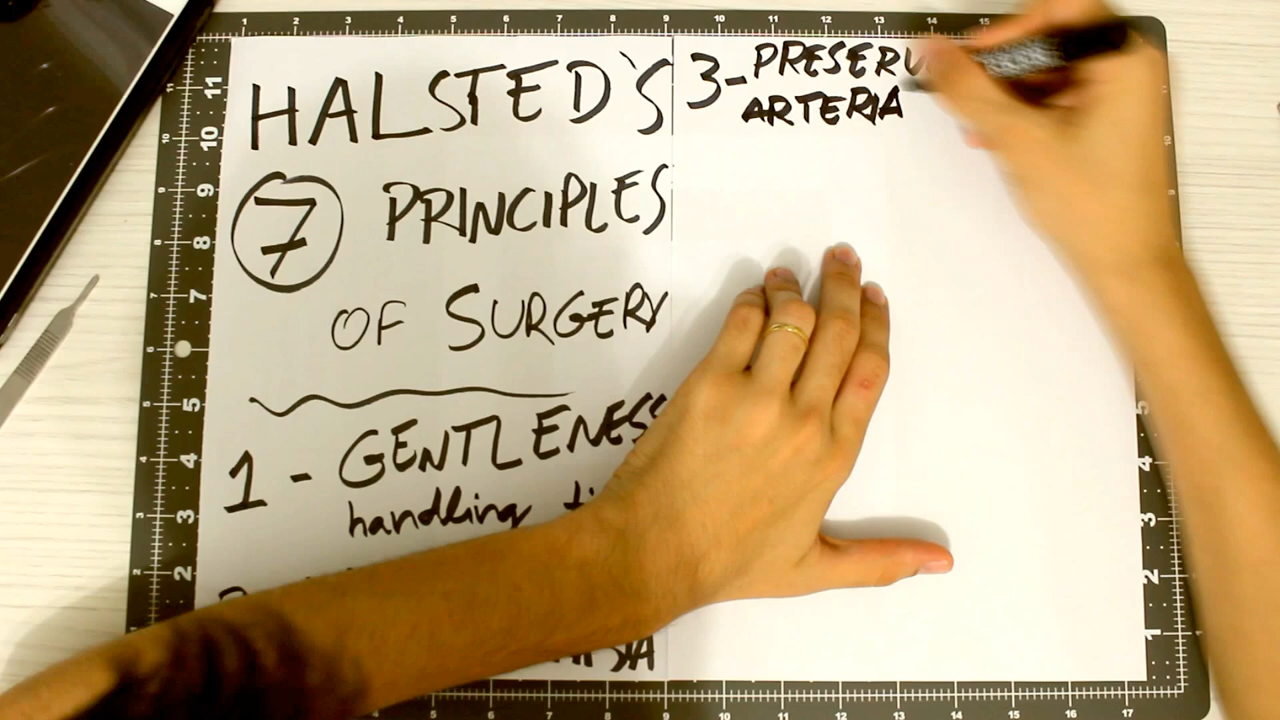 HALSTED'S
7 PRINCIPLES
OF SURGERY
1 - GENTLENESS
handling
3- PRESERV
ARTERIA